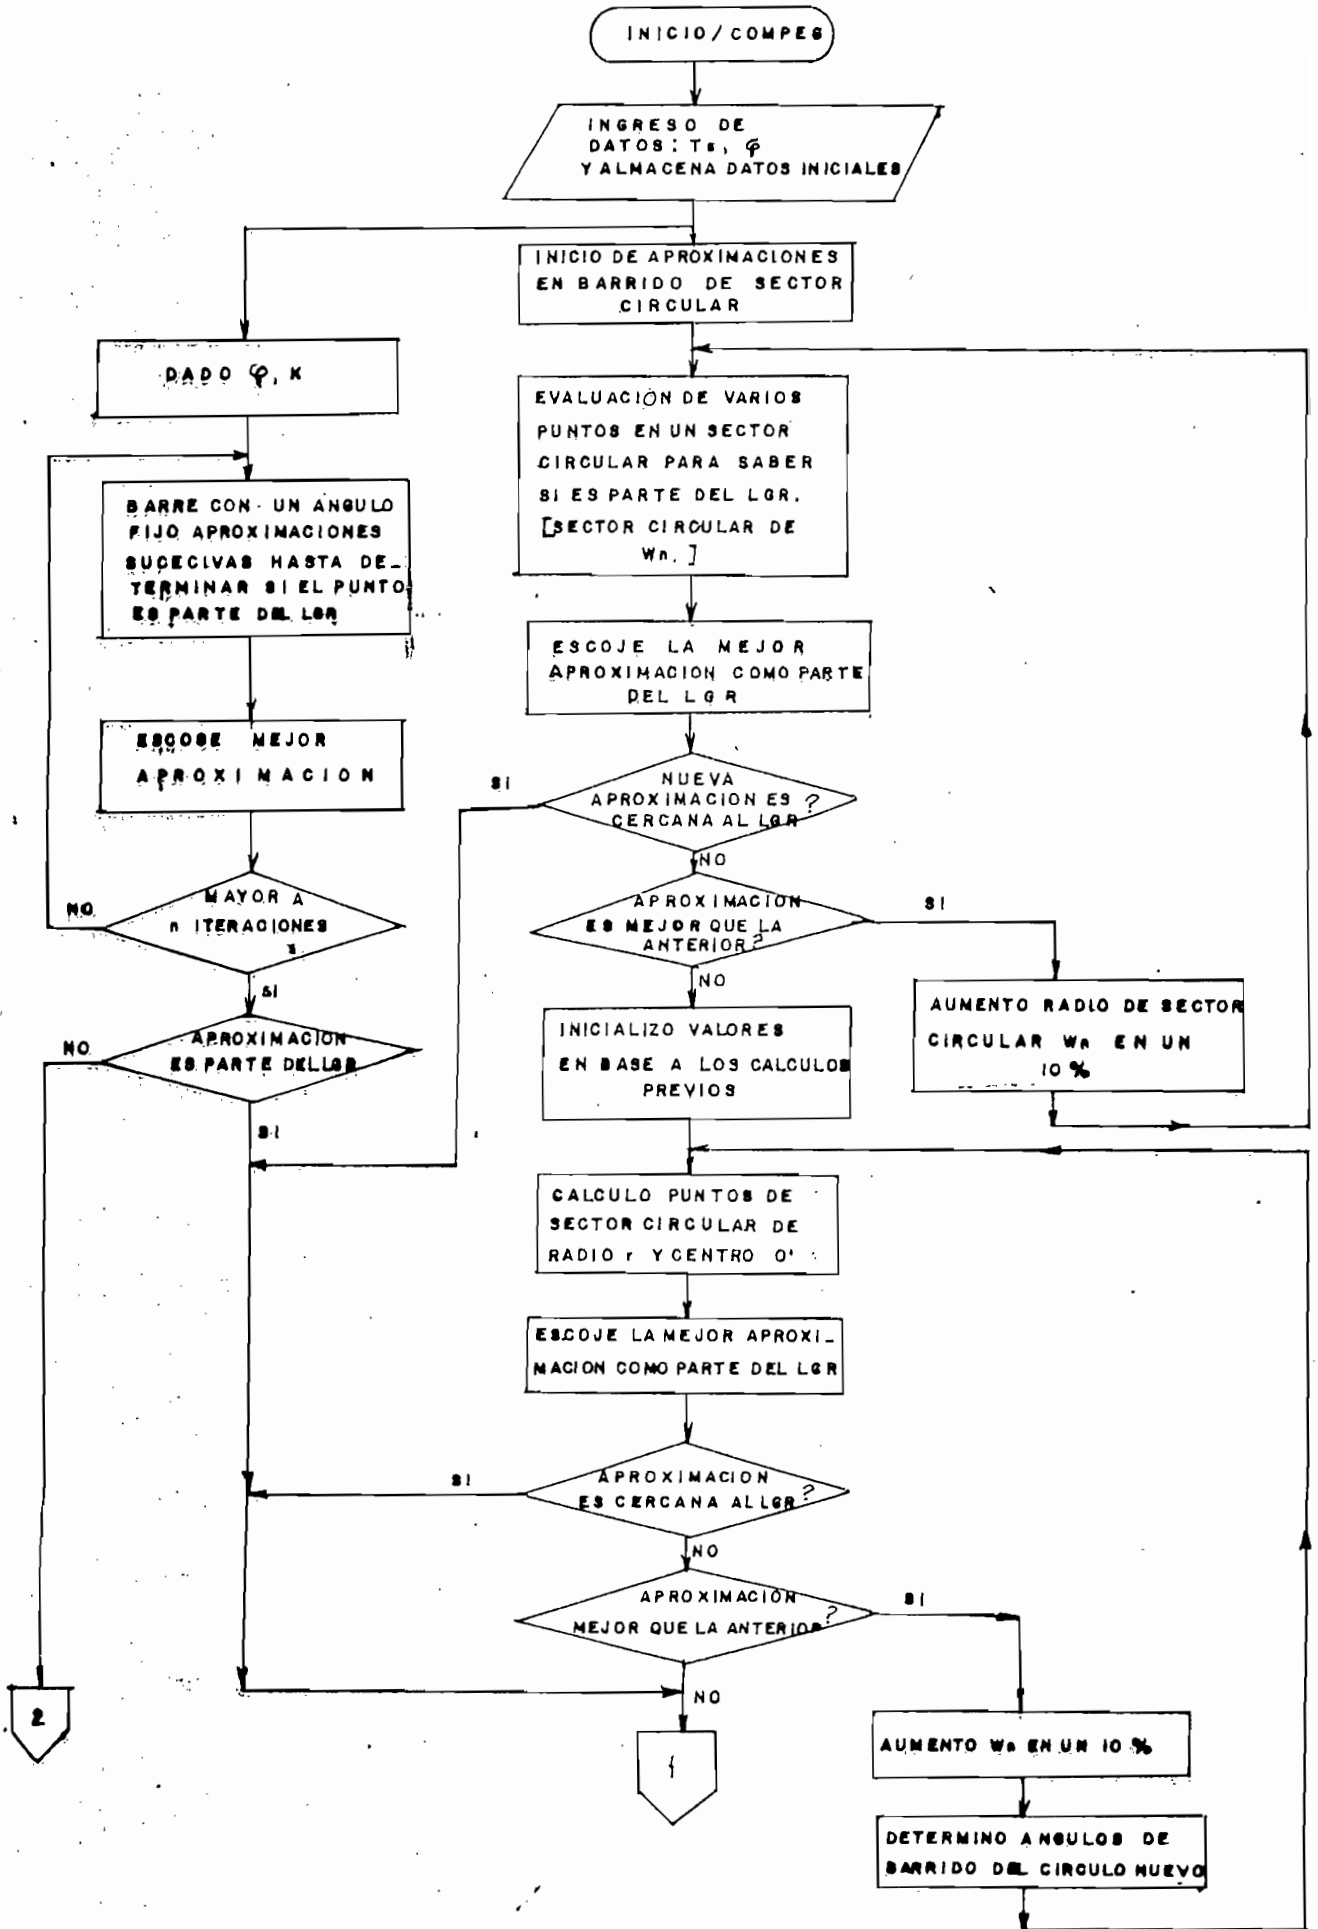 INICIO/COMPES
INGRESO DE
DATOS: Ts, φ
Y ALMACENA DATOS INICIALES
INICIO DE APROXIMACIONES
EN BARRIDO DE SECTOR
CIRCULAR
DADO φ, K
EVALUACIÓN DE VARIOS
PUNTOS EN UN SECTOR
CIRCULAR PARA SABER
SI ES PARTE DEL LGR.
[SECTOR CIRCULAR DE
Wn.]
BARRE CON UN ANGULO
FIJO APROXIMACIONES
SUCECIVAS HASTA DE_
TERMINAR SI EL PUNTO
ES PARTE DEL LGR
ESCOJE LA MEJOR
APROXIMACION COMO PARTE
DEL LGR
ESCOGE MEJOR
APROXIMACION
NUEVA
APROXIMACION ES ?
CERCANA AL LGR
SI
NO
MAYOR A
n ITERACIONES
NO
SI
APROXIMACION
ES MEJOR QUE LA
ANTERIOR?
SI
NO
AUMENTO RADIO DE SECTOR
CIRCULAR Wn EN UN
10 %
APROXIMACION
ES PARTE DEL LGR
NO
SI
INICIALIZO VALORES
EN BASE A LOS CALCULOS
PREVIOS
CALCULO PUNTOS DE
SECTOR CIRCULAR DE
RADIO r Y CENTRO O'
ESCOJE LA MEJOR APROXI_
MACION COMO PARTE DEL LGR
APROXIMACION
ES CERCANA AL LGR ?
SI
NO
APROXIMACIÓN
MEJOR QUE LA ANTERIOR ?
SI
NO
2
1
AUMENTO Wn EN UN 10 %
DETERMINO ANGULOS DE
BARRIDO DEL CIRCULO NUEVO